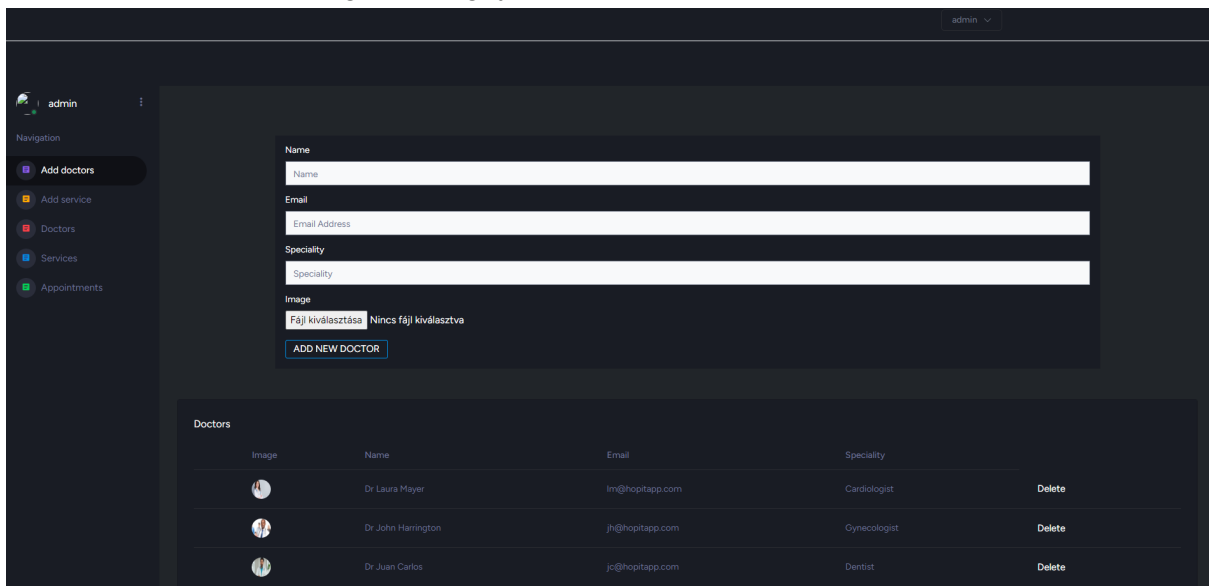 admin
admin
Navigation
Add doctors
Add service
Doctors
Services
Appointments
Name
Name
Email
Email Address
Speciality
Speciality
Image
Fájl kiválasztása Nincs fájl kiválasztva
ADD NEW DOCTOR
Doctors
Image Name Email Speciality
Dr Laura Mayer lm@hopitapp.com Cardiologist Delete
Dr John Harrington jh@hopitapp.com Gynecologist Delete
Dr Juan Carlos jc@hopitapp.com Dentist Delete